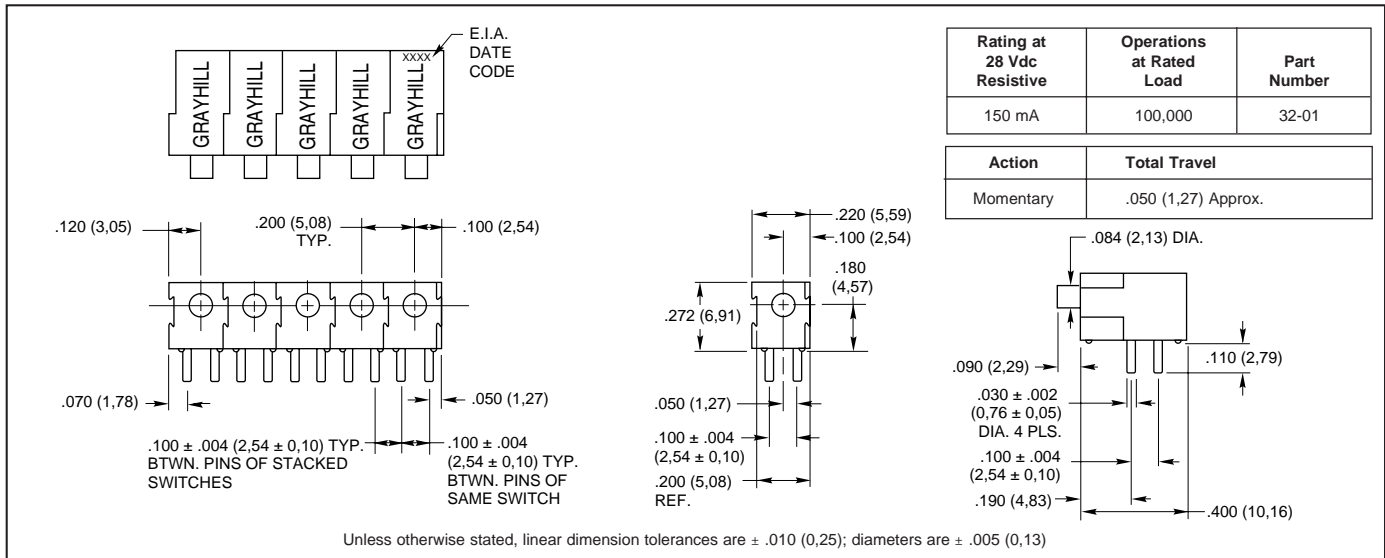 E.I.A.
DATE
CODE
XXXX
GRAYHILL
GRAYHILL
GRAYHILL
GRAYHILL
GRAYHILL
Rating at
28 Vdc
Resistive
Operations
at Rated
Load
Part
Number
150 mA
100,000
32-01
Action
Total Travel
Momentary
.050 (1,27) Approx.
.120 (3,05)
.200 (5,08)
TYP.
.100 (2,54)
.070 (1,78)
.050 (1,27)
.100 ± .004 (2,54 ± 0,10) TYP.
BTWN. PINS OF STACKED
SWITCHES
.100 ± .004
(2,54 ± 0,10) TYP.
BTWN. PINS OF
SAME SWITCH
.220 (5,59)
.100 (2,54)
.180
(4,57)
.272 (6,91)
.050 (1,27)
.100 ± .004
(2,54 ± 0,10)
.200 (5,08)
REF.
.084 (2,13) DIA.
.110 (2,79)
.090 (2,29)
.030 ± .002
(0,76 ± 0,05)
DIA. 4 PLS.
.100 ± .004
(2,54 ± 0,10)
.190 (4,83)
.400 (10,16)
Unless otherwise stated, linear dimension tolerances are ± .010 (0,25); diameters are ± .005 (0,13)